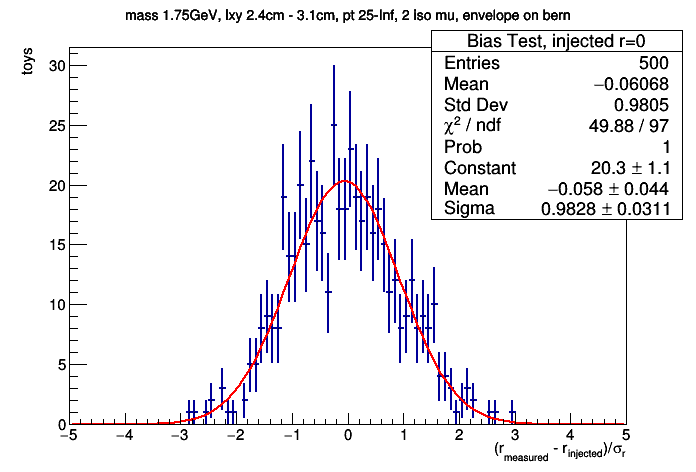 mass 1.75GeV, lxy 2.4cm - 3.1cm, pt 25-Inf, 2 Iso mu, envelope on bern
Bias Test, injected r=0
Entries 500
Mean −0.06068
Std Dev 0.9805
χ² / ndf 49.88 / 97
Prob 1
Constant 20.3 ± 1.1
Mean −0.058 ± 0.044
Sigma 0.9828 ± 0.0311
toys
30
25
20
15
10
5
0
−5 −4 −3 −2 −1 0 1 2 3 4 5
(r_measured - r_injected)/σ_r